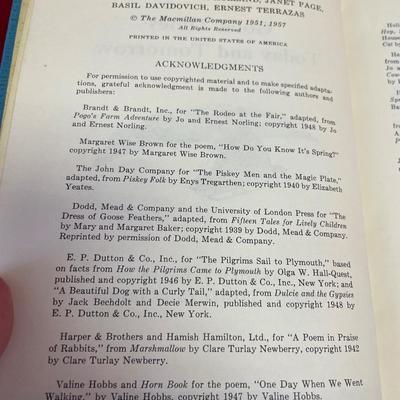 LAND, JANET PAGE,
BASIL DAVIDOVICH, ERNEST TERRAZAS
© The Macmillan Company 1951, 1957
All Rights Reserved
PRINTED IN THE UNITED STATES OF AMERICA
ACKNOWLEDGMENTS
For permission to use copyrighted material and to make specified adapta-
tions, grateful acknowledgment is made to the following authors and
publishers:
Brandt & Brandt, Inc., for "The Rodeo at the Fair," adapted, from
Pogo's Farm Adventure by Jo and Ernest Norling; copyright 1948 by Jo
and Ernest Norling.
Margaret Wise Brown for the poem, "How Do You Know It's Spring?"
copyright 1947 by Margaret Wise Brown.
The John Day Company for "The Piskey Men and the Magic Plate,"
adapted, from Piskey Folk by Enys Tregarthen; copyright 1940 by Elizabeth
Yeates.
Dodd, Mead & Company and the University of London Press for "The
Dress of Goose Feathers," adapted, from Fifteen Tales for Lively Children
by Mary and Margaret Baker; copyright 1939 by Dodd, Mead & Company.
Reprinted by permission of Dodd, Mead & Company.
E. P. Dutton & Co., Inc., for "The Pilgrims Sail to Plymouth," based
on facts from How the Pilgrims Came to Plymouth by Olga W. Hall-Quest,
published and copyright 1946 by E. P. Dutton & Co., Inc., New York; and
"A Beautiful Dog with a Curly Tail," adapted, from Dulcie and the Gypsies
by Jack Bechdolt and Decie Merwin, published and copyright 1948 by
E. P. Dutton & Co., Inc., New York.
Harper & Brothers and Hamish Hamilton, Ltd., for "A Poem in Praise
of Rabbits," from Marshmallow by Clare Turlay Newberry, copyright 1942
by Clare Turlay Newberry.
Valine Hobbs and Horn Book for the poem, "One Day When We Went
Walking," by Valine Hobbs, copyright 1947 by Valine Hobbs.